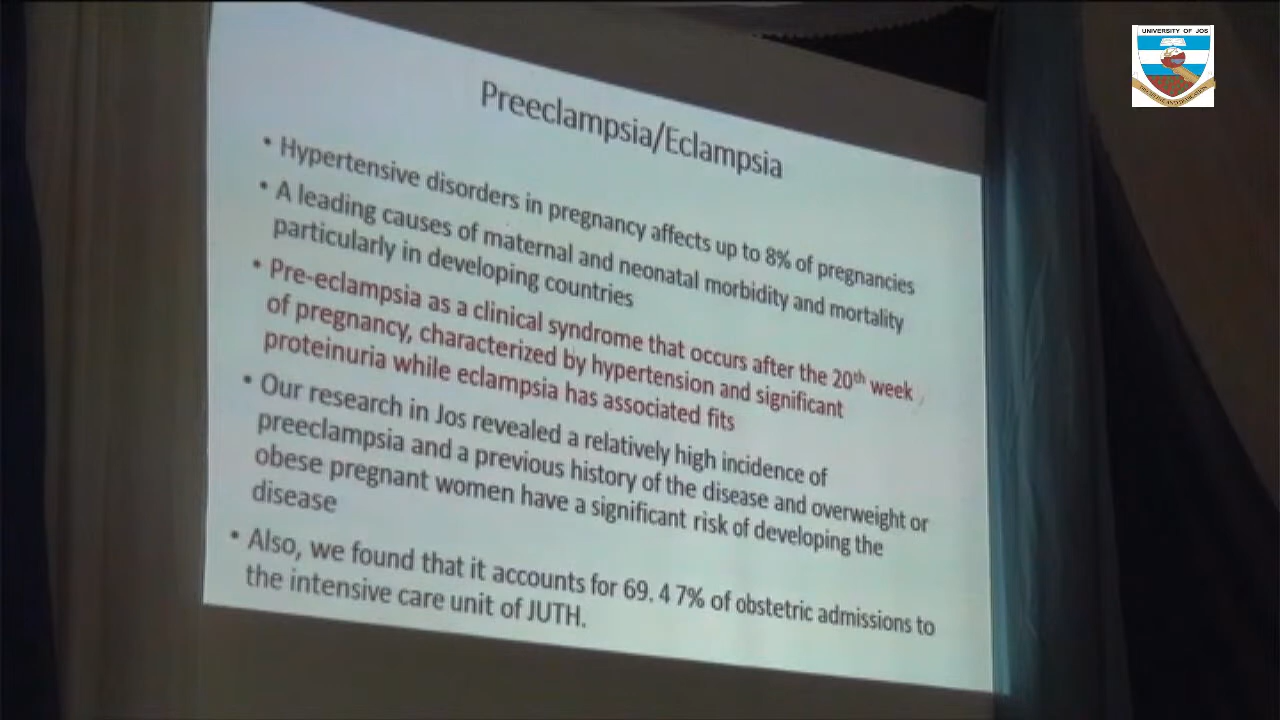 UNIVERSITY OF JOS
Preeclampsia/Eclampsia
• Hypertensive disorders in pregnancy affects up to 8% of pregnancies
• A leading causes of maternal and neonatal morbidity and mortality
particularly in developing countries
• Pre-eclampsia as a clinical syndrome that occurs after the 20th week
of pregnancy, characterized by hypertension and significant
proteinuria while eclampsia has associated fits
• Our research in Jos revealed a relatively high incidence of
preeclampsia and a previous history of the disease and overweight or
obese pregnant women have a significant risk of developing the
disease
• Also, we found that it accounts for 69. 4 7% of obstetric admissions to
the intensive care unit of JUTH.